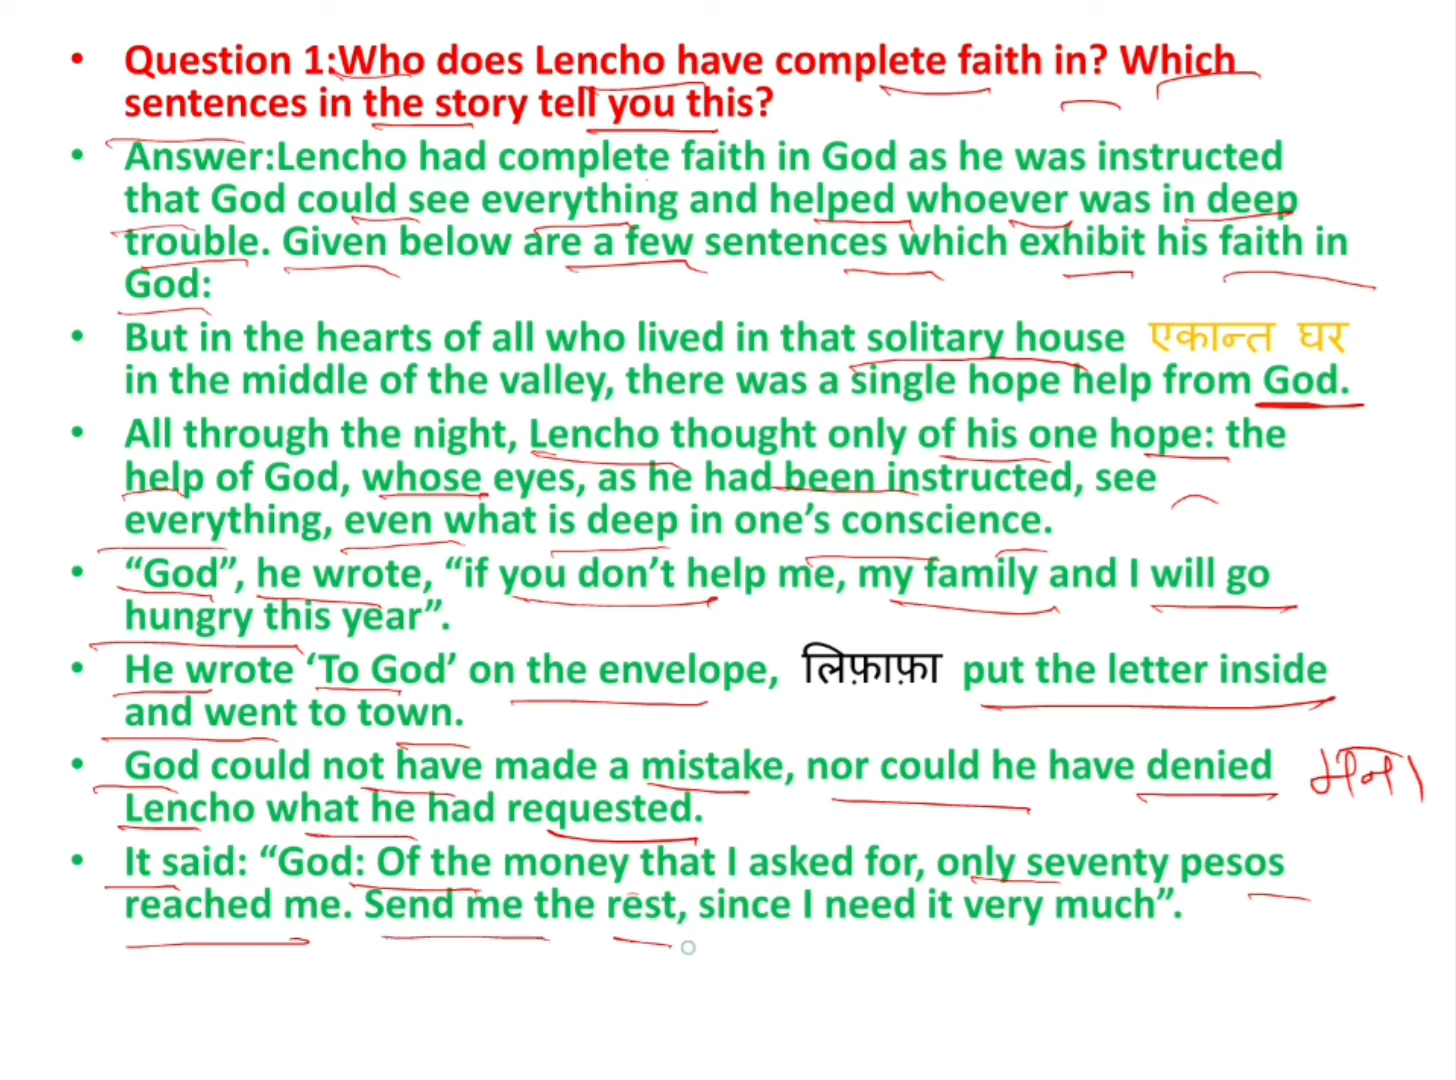 • Question 1:Who does Lencho have complete faith in? Which
sentences in the story tell you this?
• Answer:Lencho had complete faith in God as he was instructed
that God could see everything and helped whoever was in deep
trouble. Given below are a few sentences which exhibit his faith in
God:
• But in the hearts of all who lived in that solitary house एकान्त घर
in the middle of the valley, there was a single hope help from God.
• All through the night, Lencho thought only of his one hope: the
help of God, whose eyes, as he had been instructed, see
everything, even what is deep in one’s conscience.
• “God”, he wrote, “if you don’t help me, my family and I will go
hungry this year”.
• He wrote ‘To God’ on the envelope, लिफ़ाफ़ा put the letter inside
and went to town.
• God could not have made a mistake, nor could he have denied
Lencho what he had requested.
• It said: “God: Of the money that I asked for, only seventy pesos
reached me. Send me the rest, since I need it very much”.